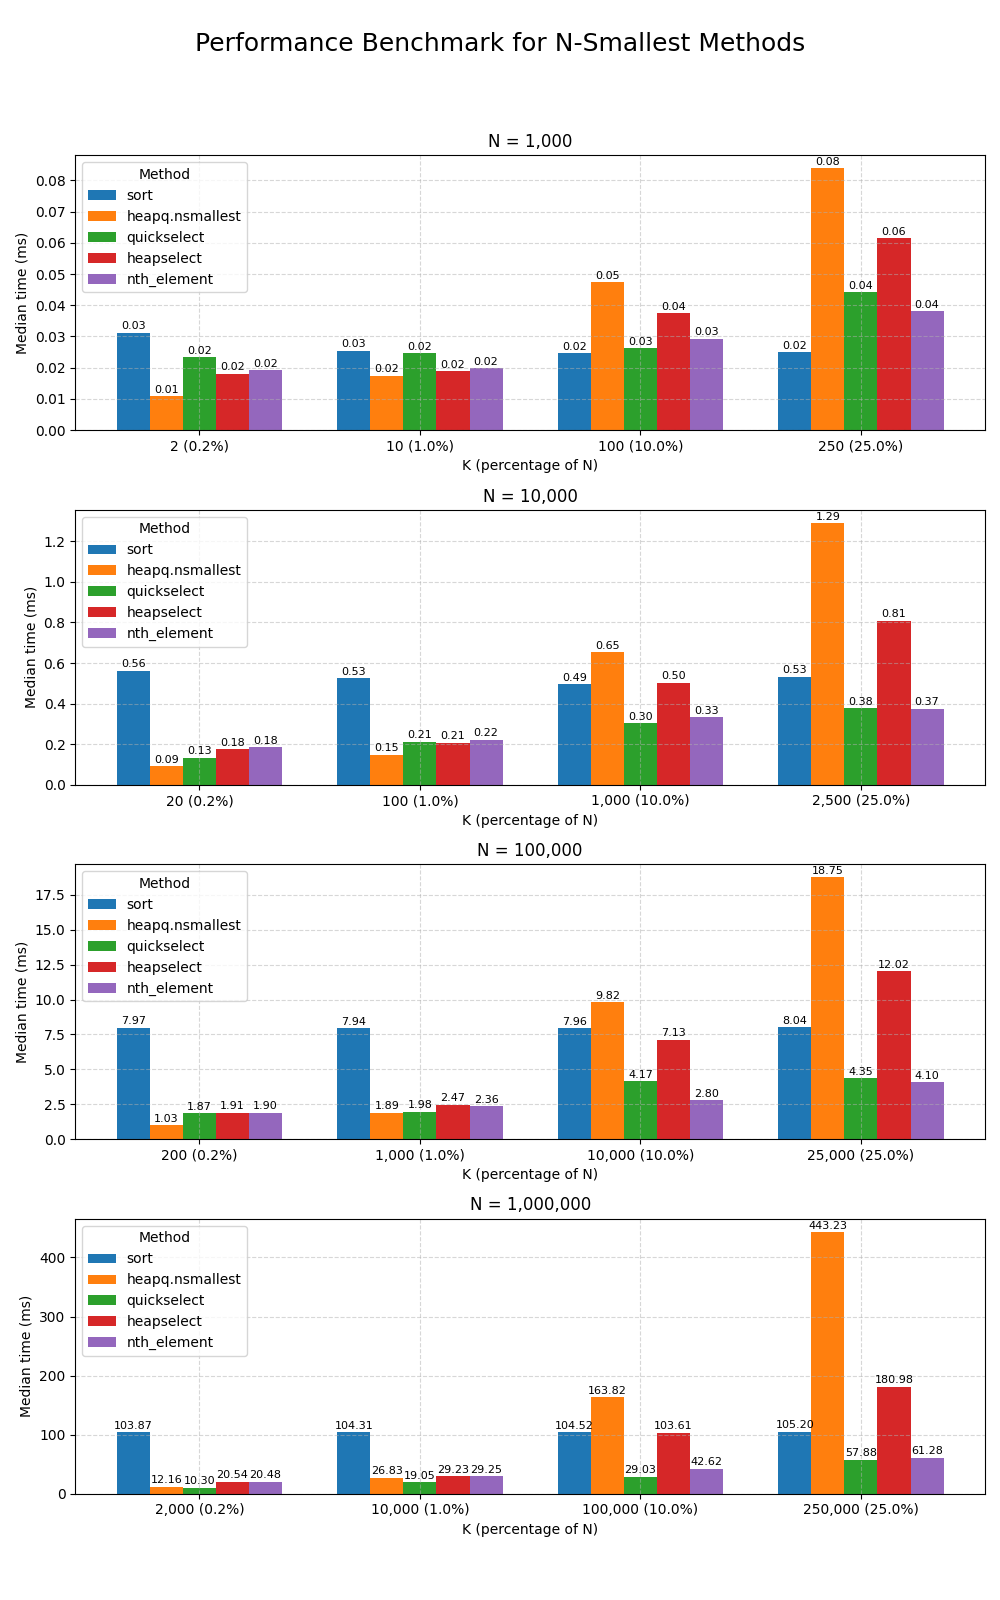 Performance Benchmark for N-Smallest Methods
N = 1,000
Median time (ms)
0.08
0.07
0.06
0.05
0.04
0.03
0.02
0.01
0.00
Method
sort
heapq.nsmallest
quickselect
heapselect
nth_element
0.03 0.01 0.02 0.02 0.02
0.03 0.02 0.02 0.02 0.02
0.02 0.05 0.03 0.04 0.03
0.02 0.08 0.04 0.06 0.04
2 (0.2%) 10 (1.0%) 100 (10.0%) 250 (25.0%)
K (percentage of N)
N = 10,000
Median time (ms)
1.2
1.0
0.8
0.6
0.4
0.2
0.0
Method
sort
heapq.nsmallest
quickselect
heapselect
nth_element
0.56 0.09 0.13 0.18 0.18
0.53 0.15 0.21 0.21 0.22
0.49 0.65 0.30 0.50 0.33
0.53 1.29 0.38 0.81 0.37
20 (0.2%) 100 (1.0%) 1,000 (10.0%) 2,500 (25.0%)
K (percentage of N)
N = 100,000
Median time (ms)
17.5
15.0
12.5
10.0
7.5
5.0
2.5
0.0
Method
sort
heapq.nsmallest
quickselect
heapselect
nth_element
7.97 1.03 1.87 1.91 1.90
7.94 1.89 1.98 2.47 2.36
7.96 9.82 4.17 7.13 2.80
8.04 18.75 4.35 12.02 4.10
200 (0.2%) 1,000 (1.0%) 10,000 (10.0%) 25,000 (25.0%)
K (percentage of N)
N = 1,000,000
Median time (ms)
400
300
200
100
0
Method
sort
heapq.nsmallest
quickselect
heapselect
nth_element
103.87 12.16 10.30 20.54 20.48
104.31 26.83 19.05 29.23 29.25
104.52 163.82 29.03 103.61 42.62
105.20 443.23 57.88 180.98 61.28
2,000 (0.2%) 10,000 (1.0%) 100,000 (10.0%) 250,000 (25.0%)
K (percentage of N)